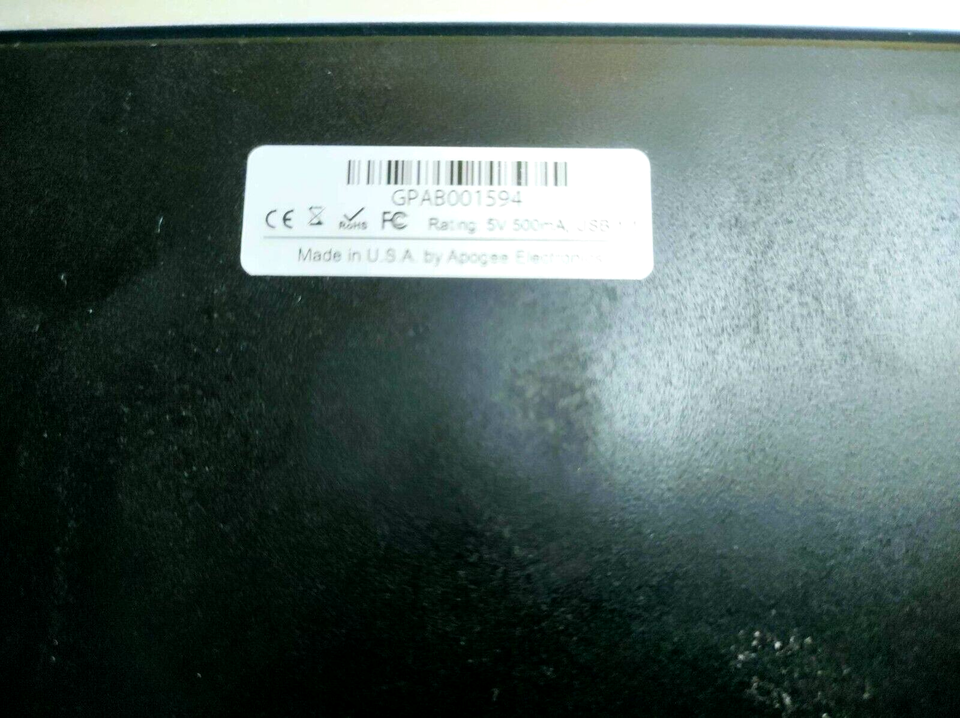 GPAB001594
CE RoHS FC Rating: 5V 500mA, USB
Made in U.S.A. by Apogee